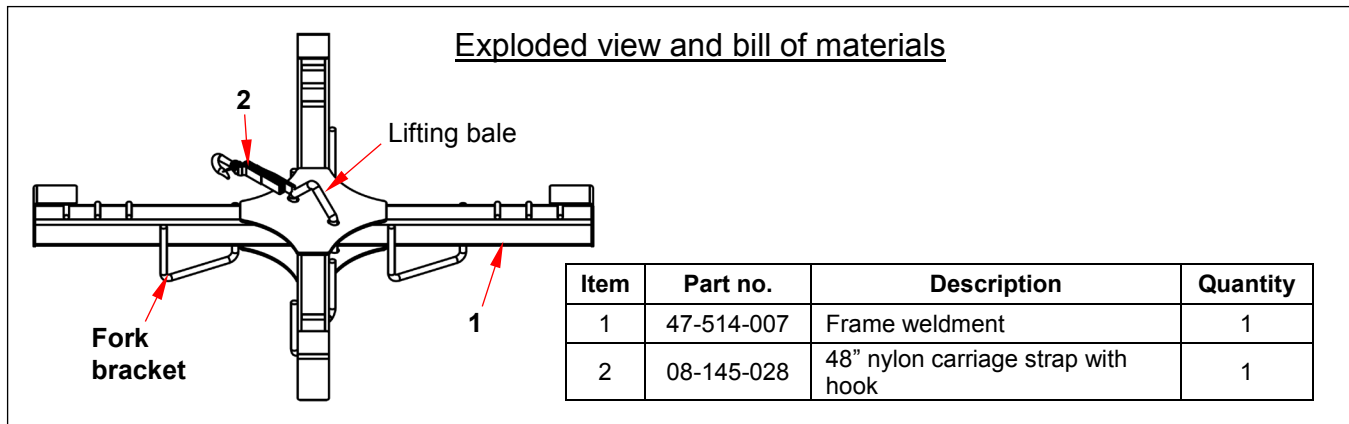 Exploded view and bill of materials
2
Lifting bale
Fork
bracket
1
Item Part no. Description Quantity
1 47-514-007 Frame weldment 1
2 08-145-028 48” nylon carriage strap with
hook 1